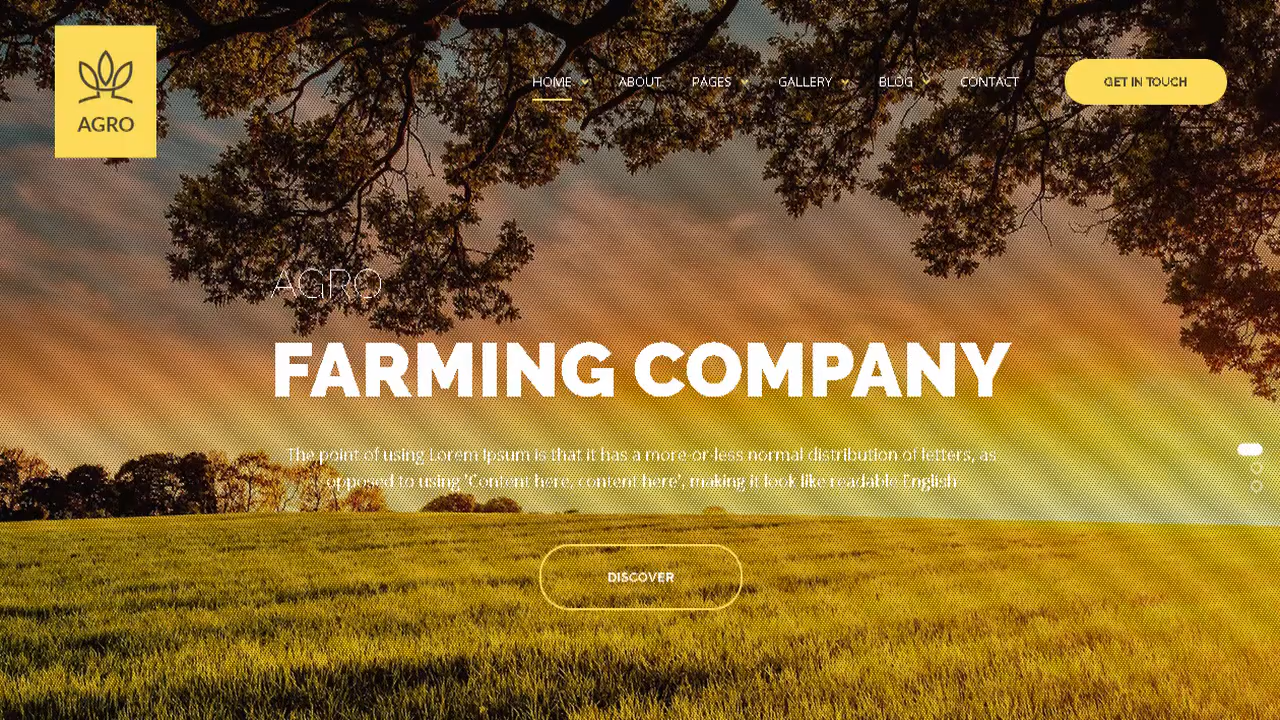 AGRO
HOME ABOUT PAGES GALLERY BLOG CONTACT GET IN TOUCH
AGRO
FARMING COMPANY
The point of using Lorem Ipsum is that it has a more-or-less normal distribution of letters, as
opposed to using 'Content here, content here', making it look like readable English
DISCOVER